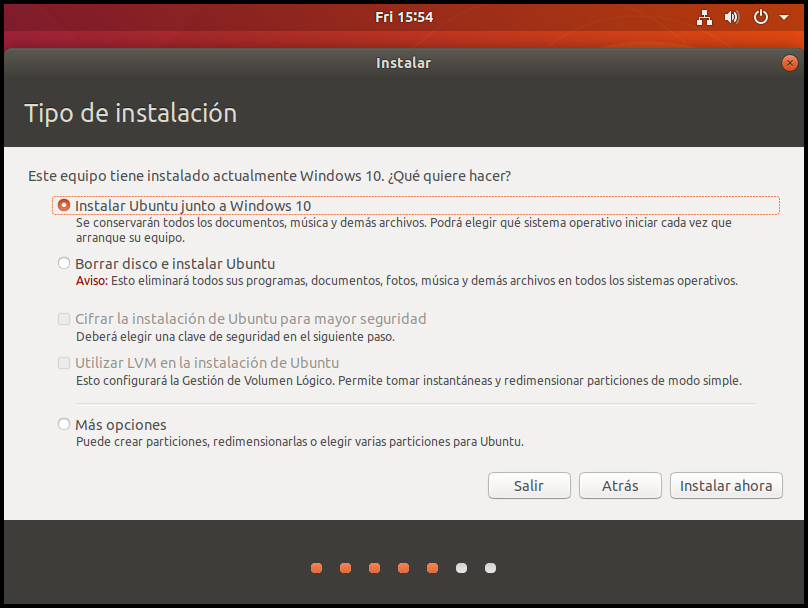 Fri 15:54
Instalar
Tipo de instalación
Este equipo tiene instalado actualmente Windows 10. ¿Qué quiere hacer?
Instalar Ubuntu junto a Windows 10
Se conservarán todos los documentos, música y demás archivos. Podrá elegir qué sistema operativo iniciar cada vez que
arranque su equipo.
Borrar disco e instalar Ubuntu
Aviso: Esto eliminará todos sus programas, documentos, fotos, música y demás archivos en todos los sistemas operativos.
Cifrar la instalación de Ubuntu para mayor seguridad
Deberá elegir una clave de seguridad en el siguiente paso.
Utilizar LVM en la instalación de Ubuntu
Esto configurará la Gestión de Volumen Lógico. Permite tomar instantáneas y redimensionar particiones de modo simple.
Más opciones
Puede crear particiones, redimensionarlas o elegir varias particiones para Ubuntu.
Salir Atrás Instalar ahora